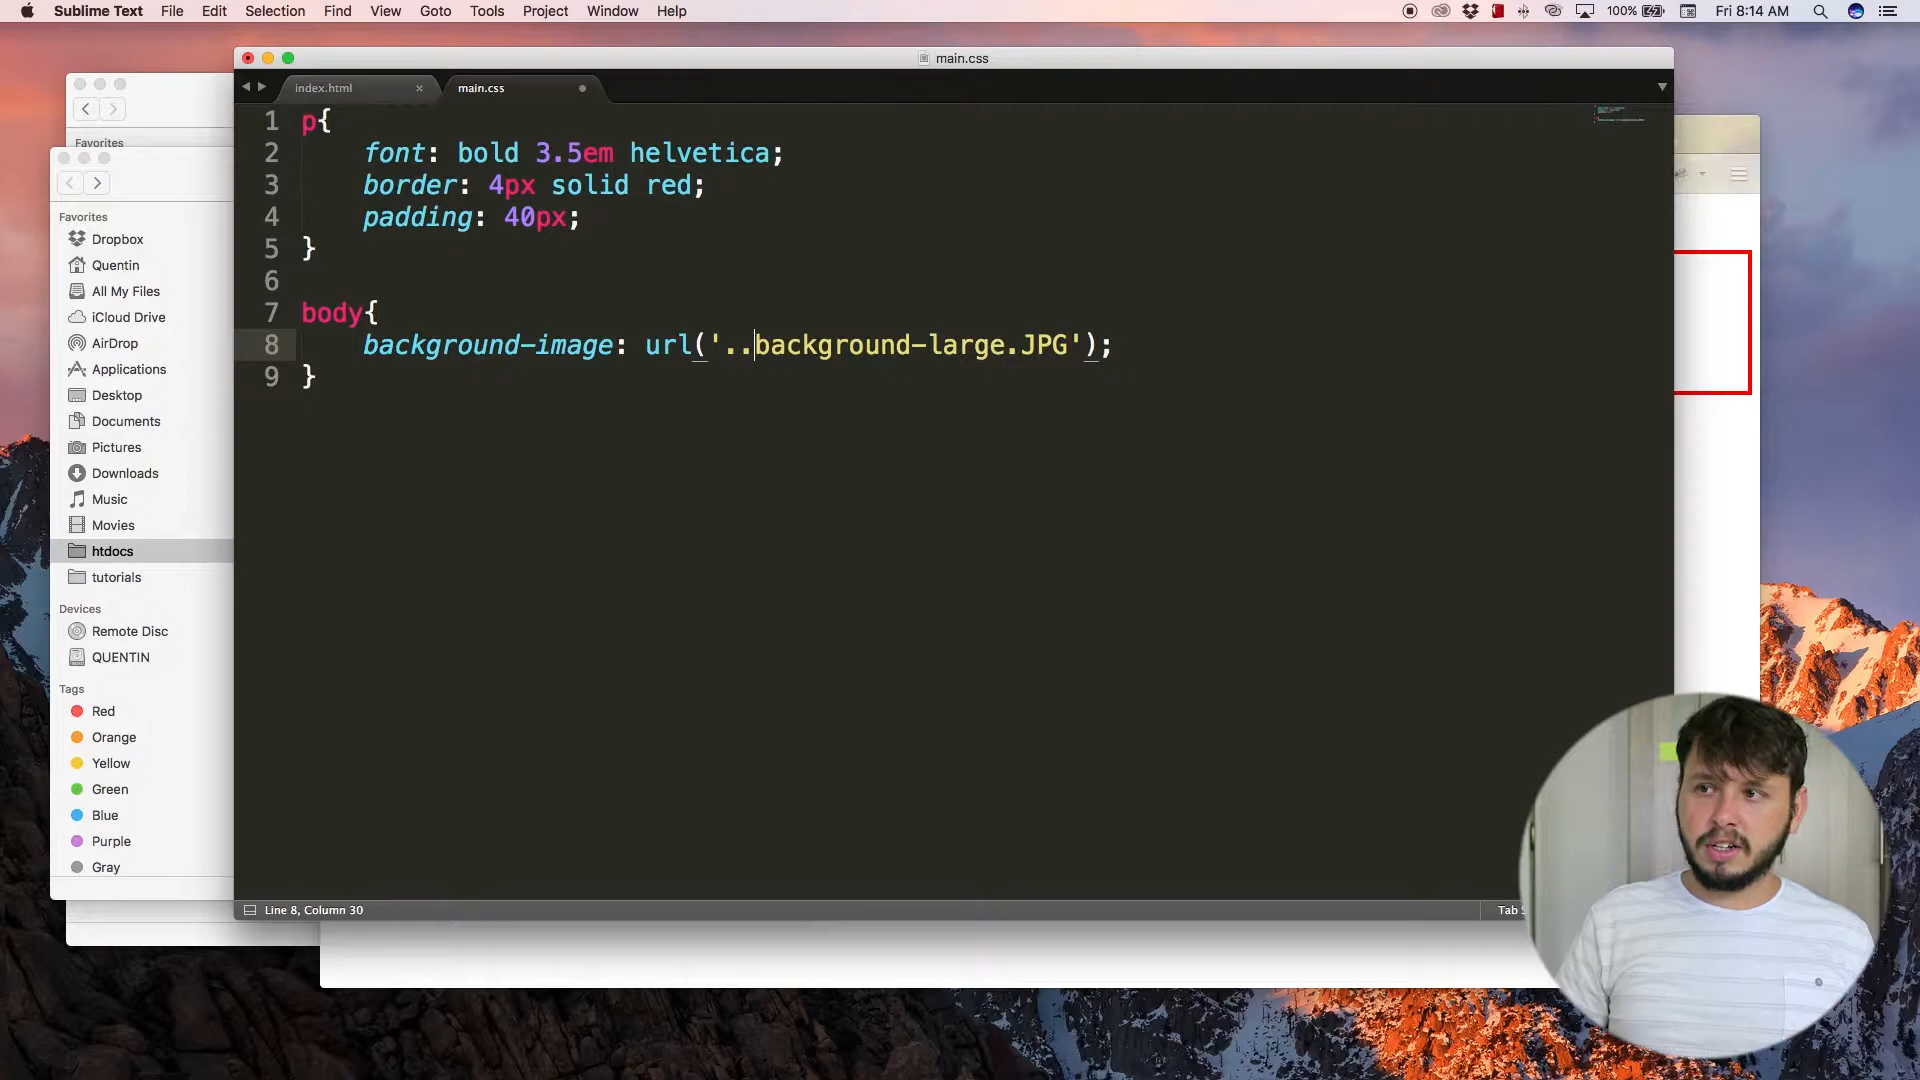 Sublime Text File Edit Selection Find View Goto Tools Project Window Help 100% Fri 8:14 AM
main.css
index.html × main.css
Favorites
1 p{
2 font: bold 3.5em helvetica;
3 border: 4px solid red;
4 padding: 40px;
5 }
6
7 body{
8 background-image: url('..background-large.JPG');
9 }
Favorites
Dropbox
Quentin
All My Files
iCloud Drive
AirDrop
Applications
Desktop
Documents
Pictures
Downloads
Music
Movies
htdocs
tutorials
Devices
Remote Disc
QUENTIN
Tags
Red
Orange
Yellow
Green
Blue
Purple
Gray
Line 8, Column 30
Tab